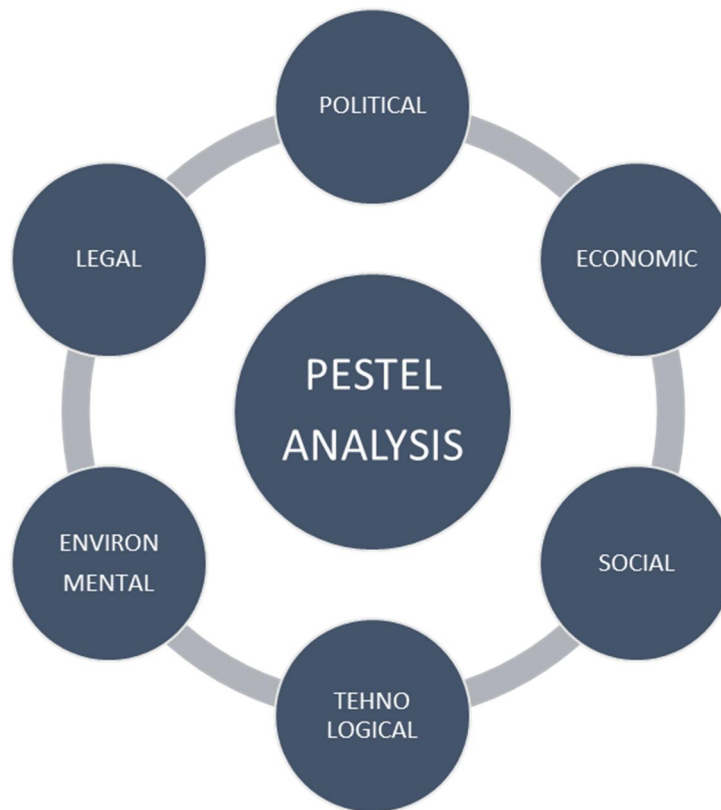 POLITICAL
LEGAL
ECONOMIC
PESTEL
ANALYSIS
ENVIRON
MENTAL
SOCIAL
TEHNO
LOGICAL